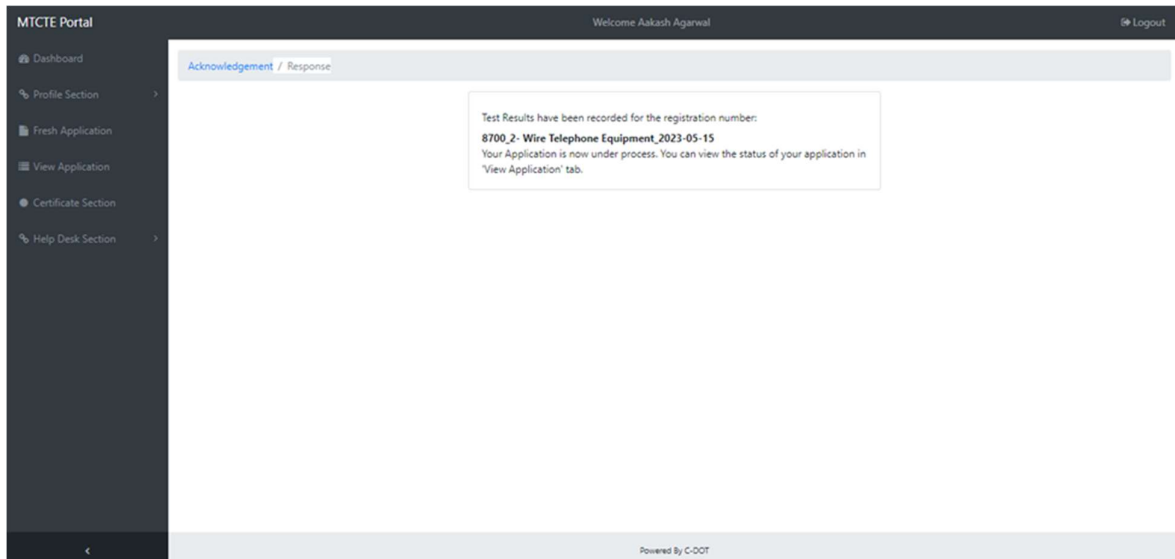 MTCTE Portal
Welcome Aakash Agarwal
Logout
Dashboard
Profile Section
Fresh Application
View Application
Certificate Section
Help Desk Section
Acknowledgement / Response
Test Results have been recorded for the registration number:
8700_2- Wire Telephone Equipment_2023-05-15
Your Application is now under process. You can view the status of your application in
'View Application' tab.
Powered By C-DOT